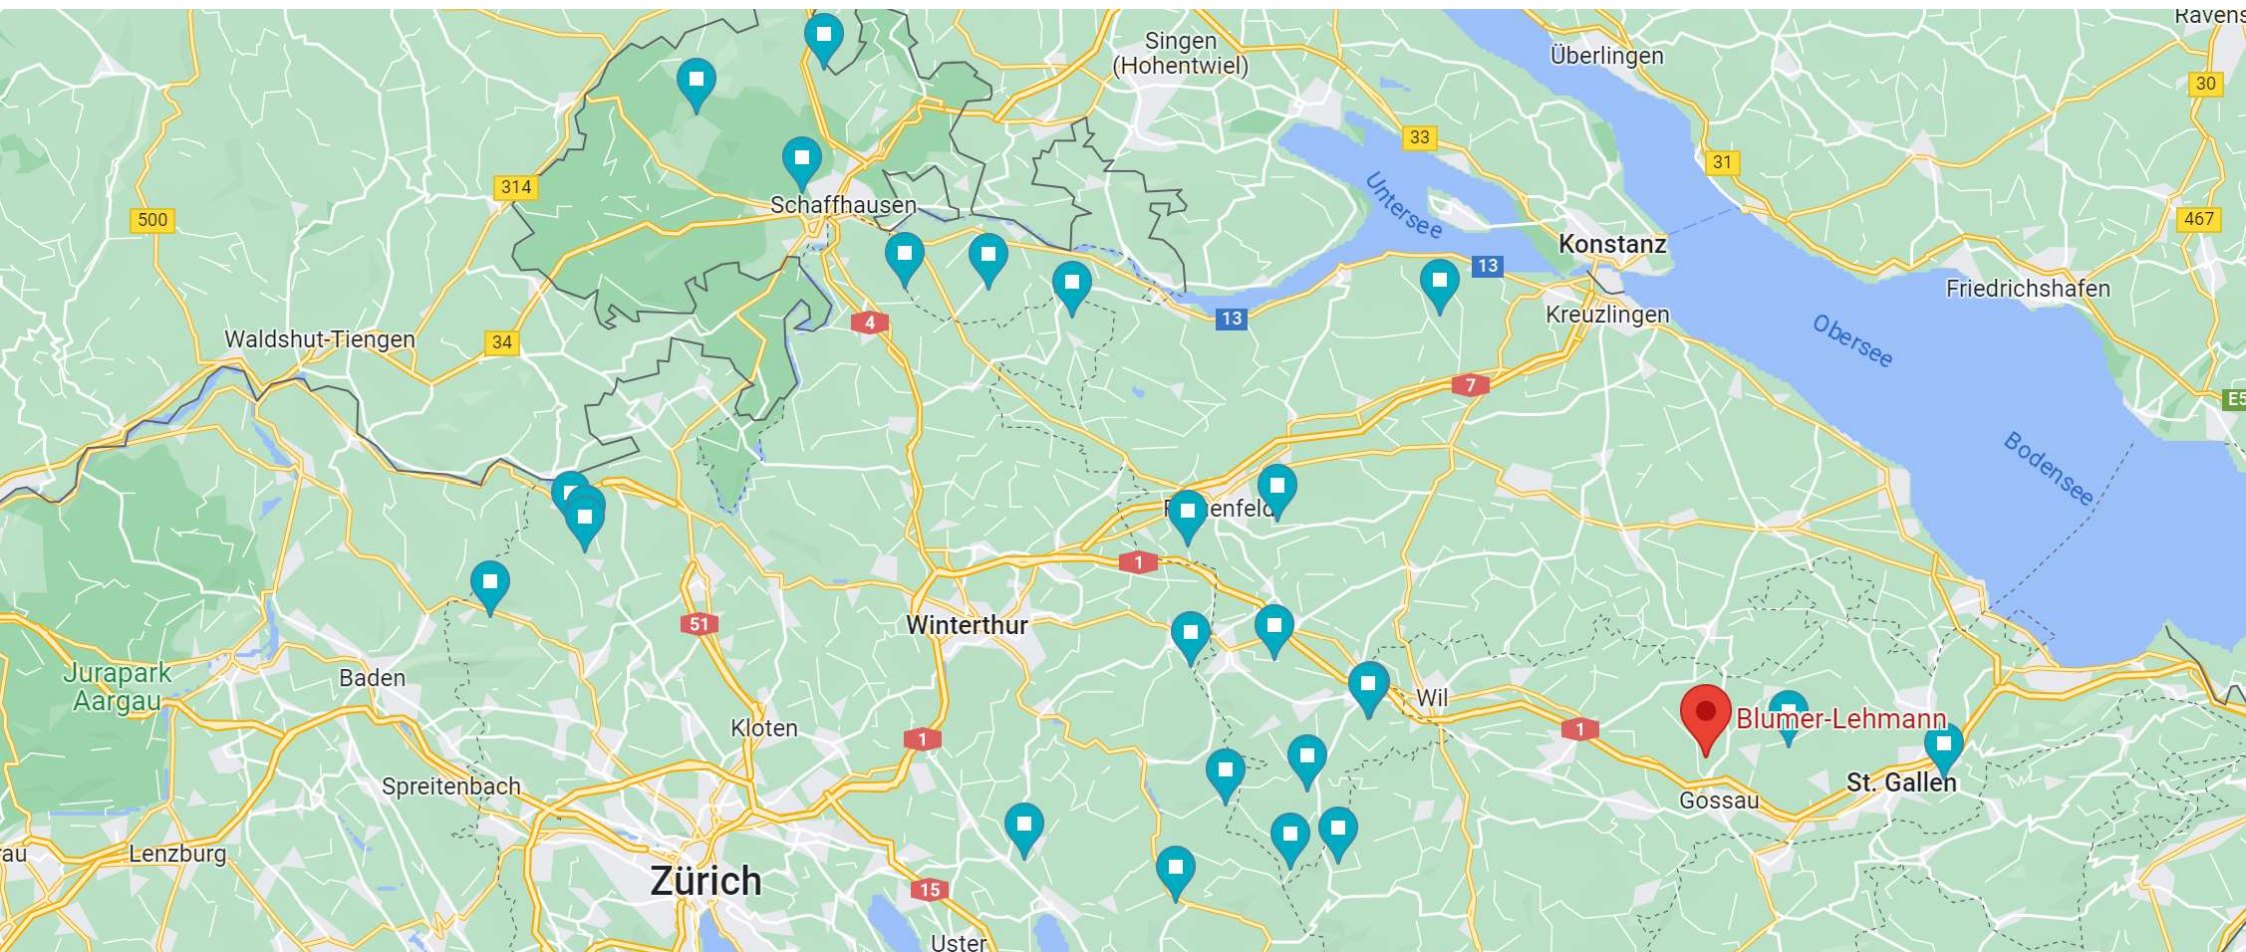 Ravens
Singen
(Hohentwiel)
Überlingen
30
33
31
314
Untersee
500
Schaffhausen
467
Konstanz
13
Friedrichshafen
Kreuzlingen
13
4
Obersee
Waldshut-Tiengen
34
7
E5
Bodensee
1
51
Winterthur
Jurapark
Aargau
Baden
Wil
Blumer-Lehmann
Kloten
1
1
St. Gallen
Spreitenbach
Gossau
Lenzburg
au
Zürich
15
Uster